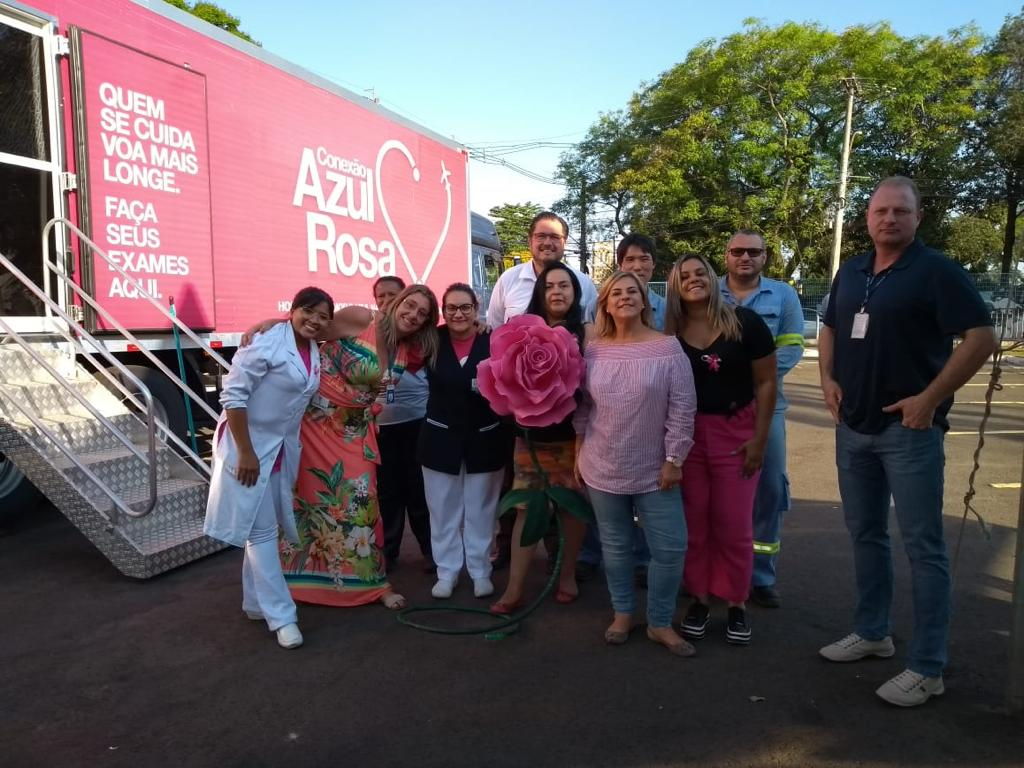 QUEM
SE CUIDA
VOA MAIS
LONGE.
FAÇA
SEUS
EXAMES
AQUI.
Conexão
Azul
Rosa